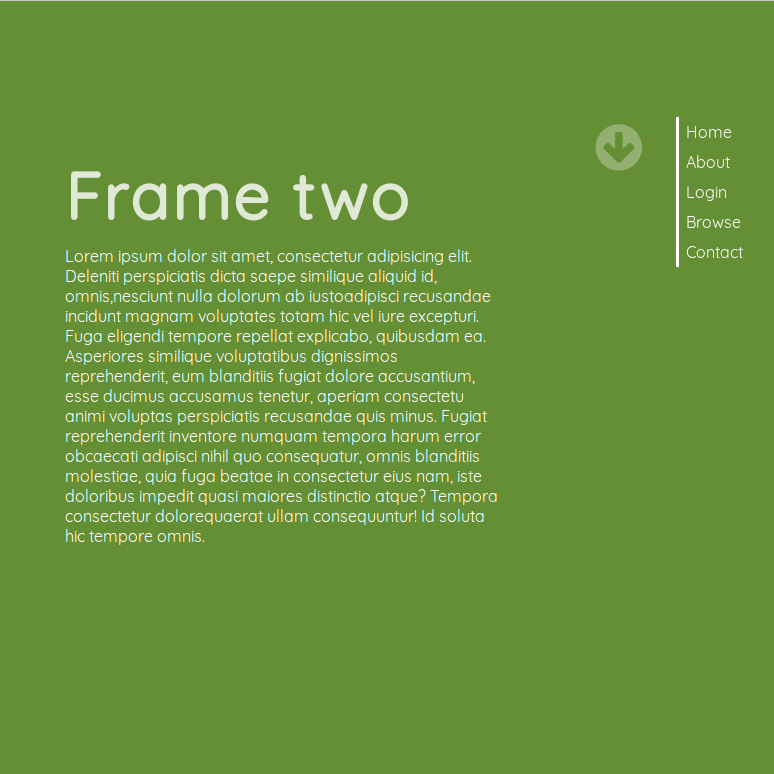 Home
About
Login
Browse
Contact
Frame two
Lorem ipsum dolor sit amet, consectetur adipisicing elit.
Deleniti perspiciatis dicta saepe similique aliquid id,
omnis,nesciunt nulla dolorum ab iustoadipisci recusandae
incidunt magnam voluptates totam hic vel iure excepturi.
Fuga eligendi tempore repellat explicabo, quibusdam ea.
Asperiores similique voluptatibus dignissimos
reprehenderit, eum blanditiis fugiat dolore accusantium,
esse ducimus accusamus tenetur, aperiam consectetu
animi voluptas perspiciatis recusandae quis minus. Fugiat
reprehenderit inventore numquam tempora harum error
obcaecati adipisci nihil quo consequatur, omnis blanditiis
molestiae, quia fuga beatae in consectetur eius nam, iste
doloribus impedit quasi maiores distinctio atque? Tempora
consectetur dolorequaerat ullam consequuntur! Id soluta
hic tempore omnis.